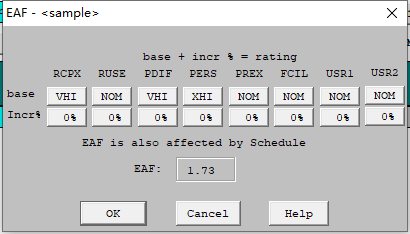 EAF - <sample>
base + incr % = rating
RCPX RUSE PDIF PERS PREX FCIL USR1 USR2
base VHI NOM VHI XHI NOM NOM NOM NOM
Incr% 0% 0% 0% 0% 0% 0% 0% 0%
EAF is also affected by Schedule
EAF: 1.73
OK Cancel Help